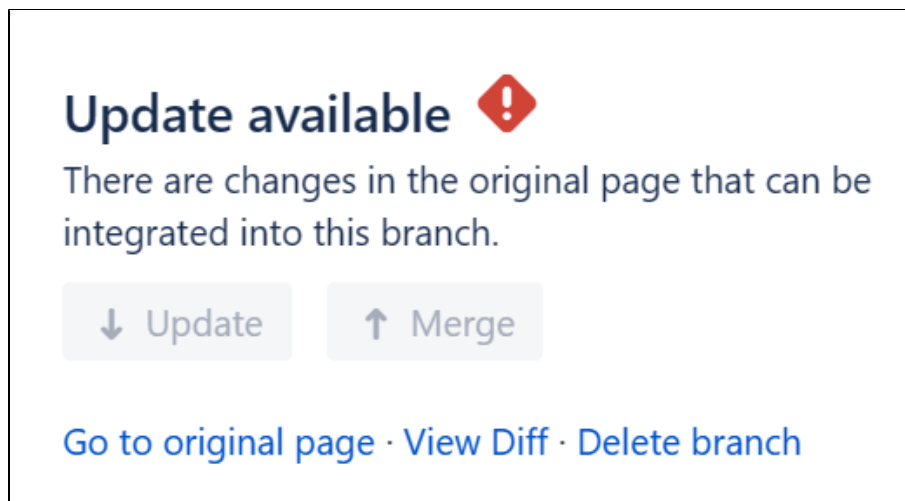 Update available
There are changes in the original page that can be
integrated into this branch.
Update Merge
Go to original page · View Diff · Delete branch